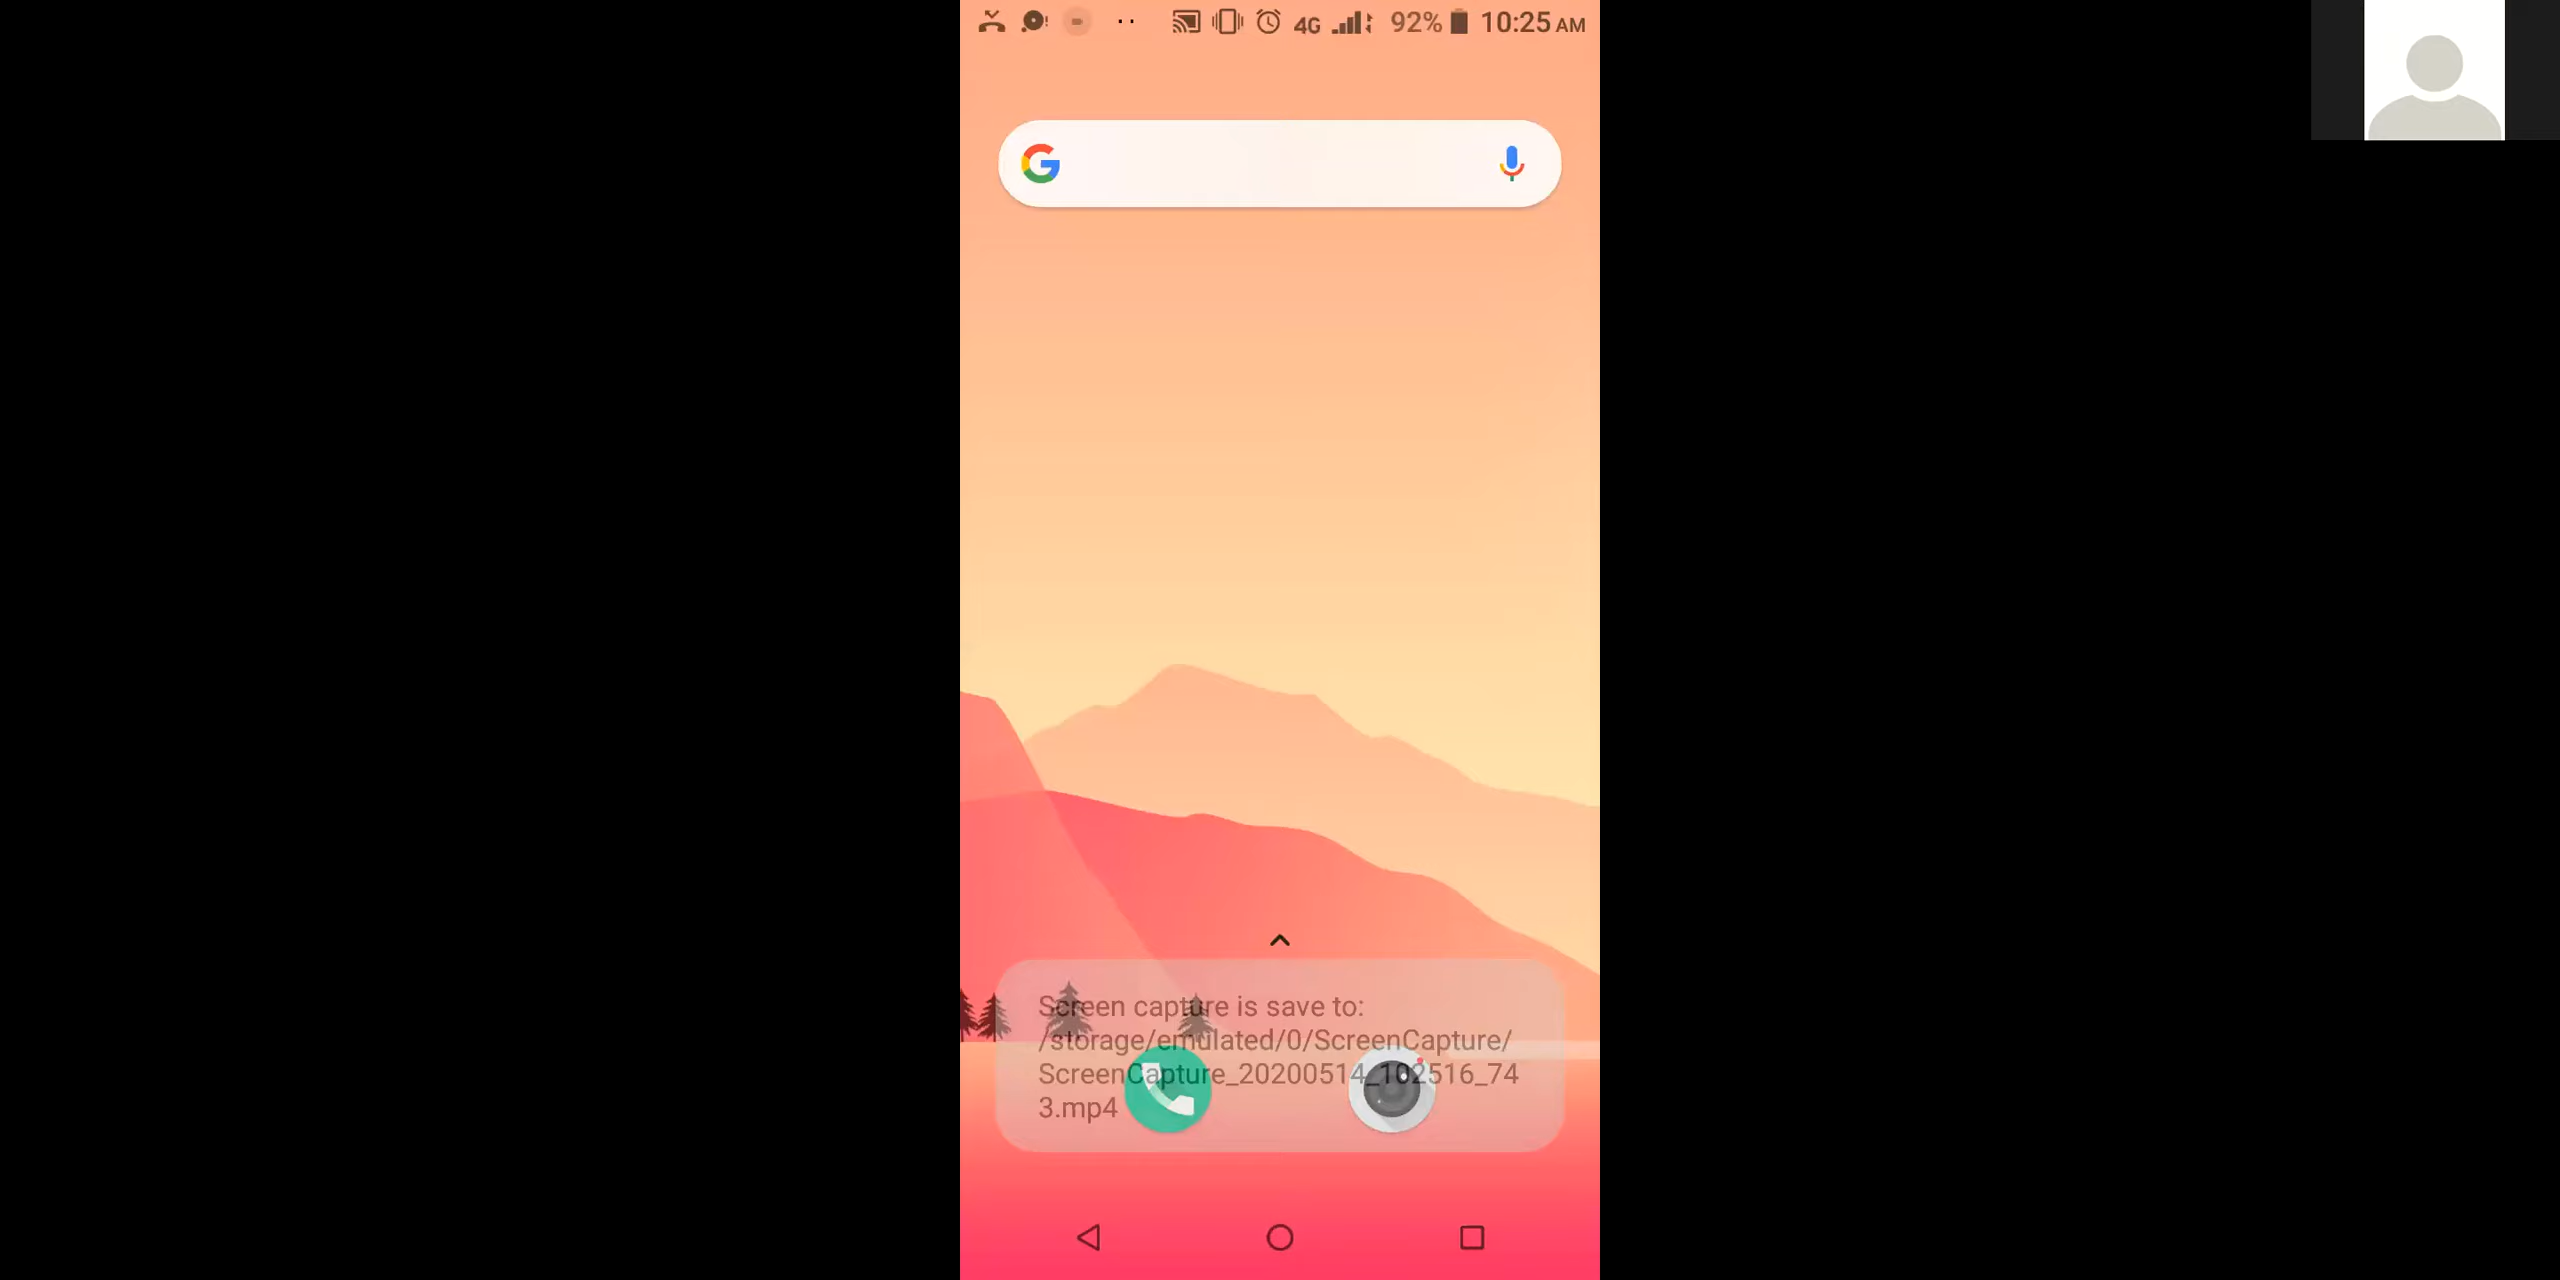 4G 92% 10:25 AM
Screen capture is save to:
/storage/emulated/0/ScreenCapture/
ScreenCapture_20200514_102516_74
3.mp4